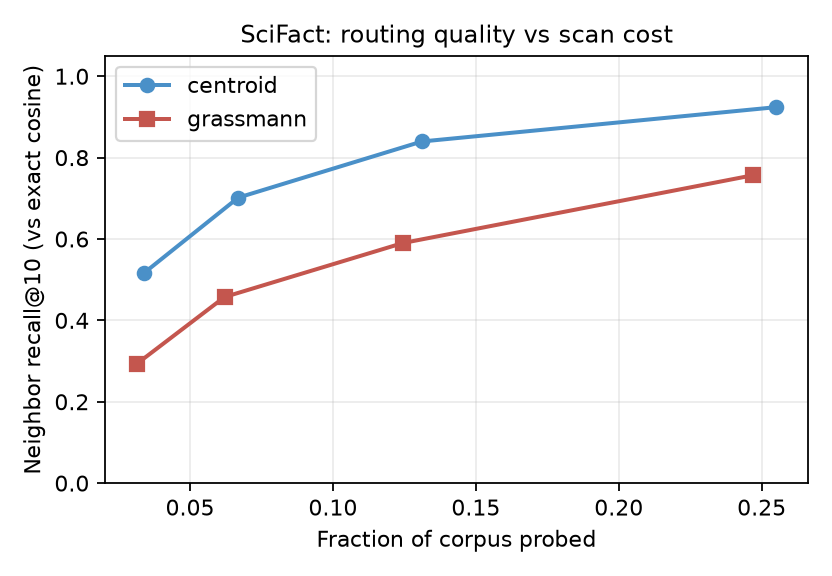 SciFact: routing quality vs scan cost
centroid
grassmann
Neighbor recall@10 (vs exact cosine)
1.0
0.8
0.6
0.4
0.2
0.0
0.05 0.10 0.15 0.20 0.25
Fraction of corpus probed